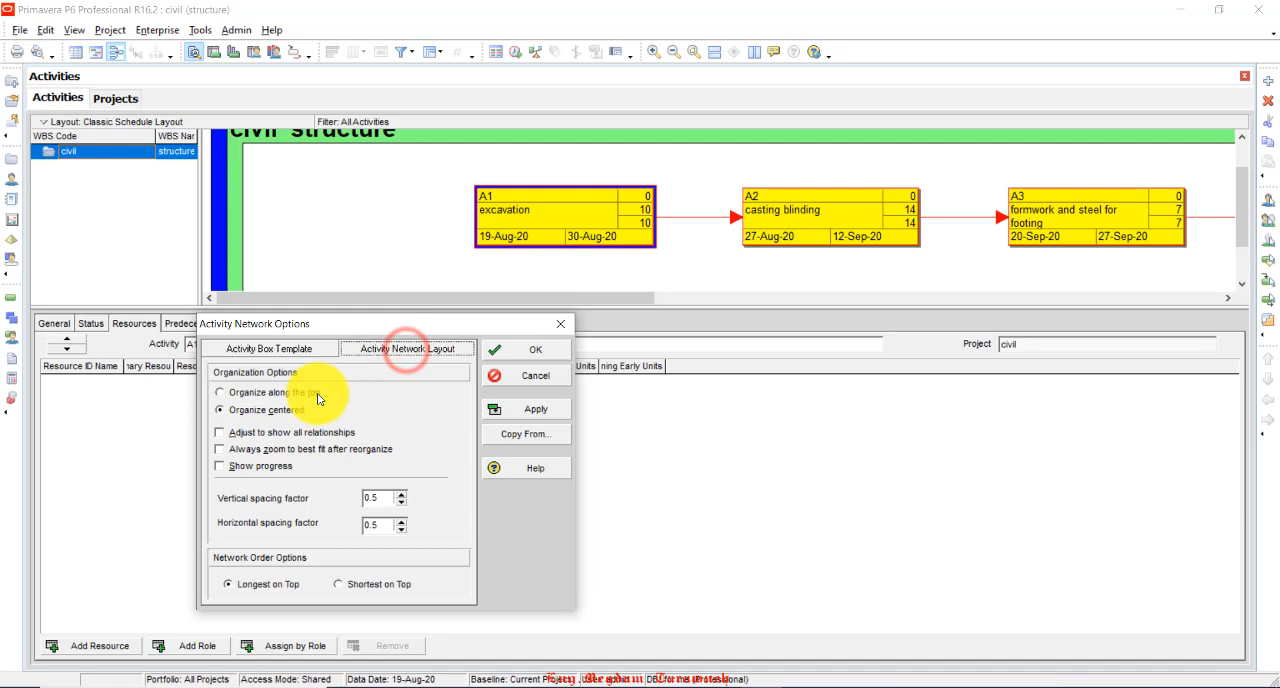 Primavera P6 Professional R16.2 : civil (structure)
File Edit View Project Enterprise Tools Admin Help
Activities
Activities Projects
Layout: Classic Schedule Layout Filter: All Activities
WBS Code WBS Nar
civil structure
civil structure
A1 0
excavation 10
10
19-Aug-20 30-Aug-20
A2 0
casting blinding 14
14
27-Aug-20 12-Sep-20
A3 0
formwork and steel for 7
footing 7
20-Sep-20 27-Sep-20
General Status Resources Predece
Activity A1 Project civil
Resource ID Name nary Resou Resc Units ning Early Units
Activity Network Options
Activity Box Template Activity Network Layout
Organization Options
Organize along the top
Organize centered
Adjust to show all relationships
Always zoom to best fit after reorganize
Show progress
Vertical spacing factor 0.5
Horizontal spacing factor 0.5
Network Order Options
Longest on Top Shortest on Top
OK
Cancel
Apply
Copy From...
Help
Add Resource Add Role Assign by Role Remove
Portfolio: All Projects Access Mode: Shared Data Date: 19-Aug-20 Baseline: Current Project